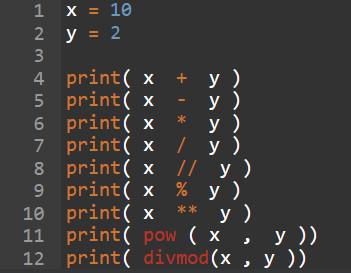 1 x = 10
2 y = 2
3
4 print( x + y )
5 print( x - y )
6 print( x * y )
7 print( x / y )
8 print( x // y )
9 print( x % y )
10 print( x ** y )
11 print( pow ( x , y ))
12 print( divmod(x , y ))